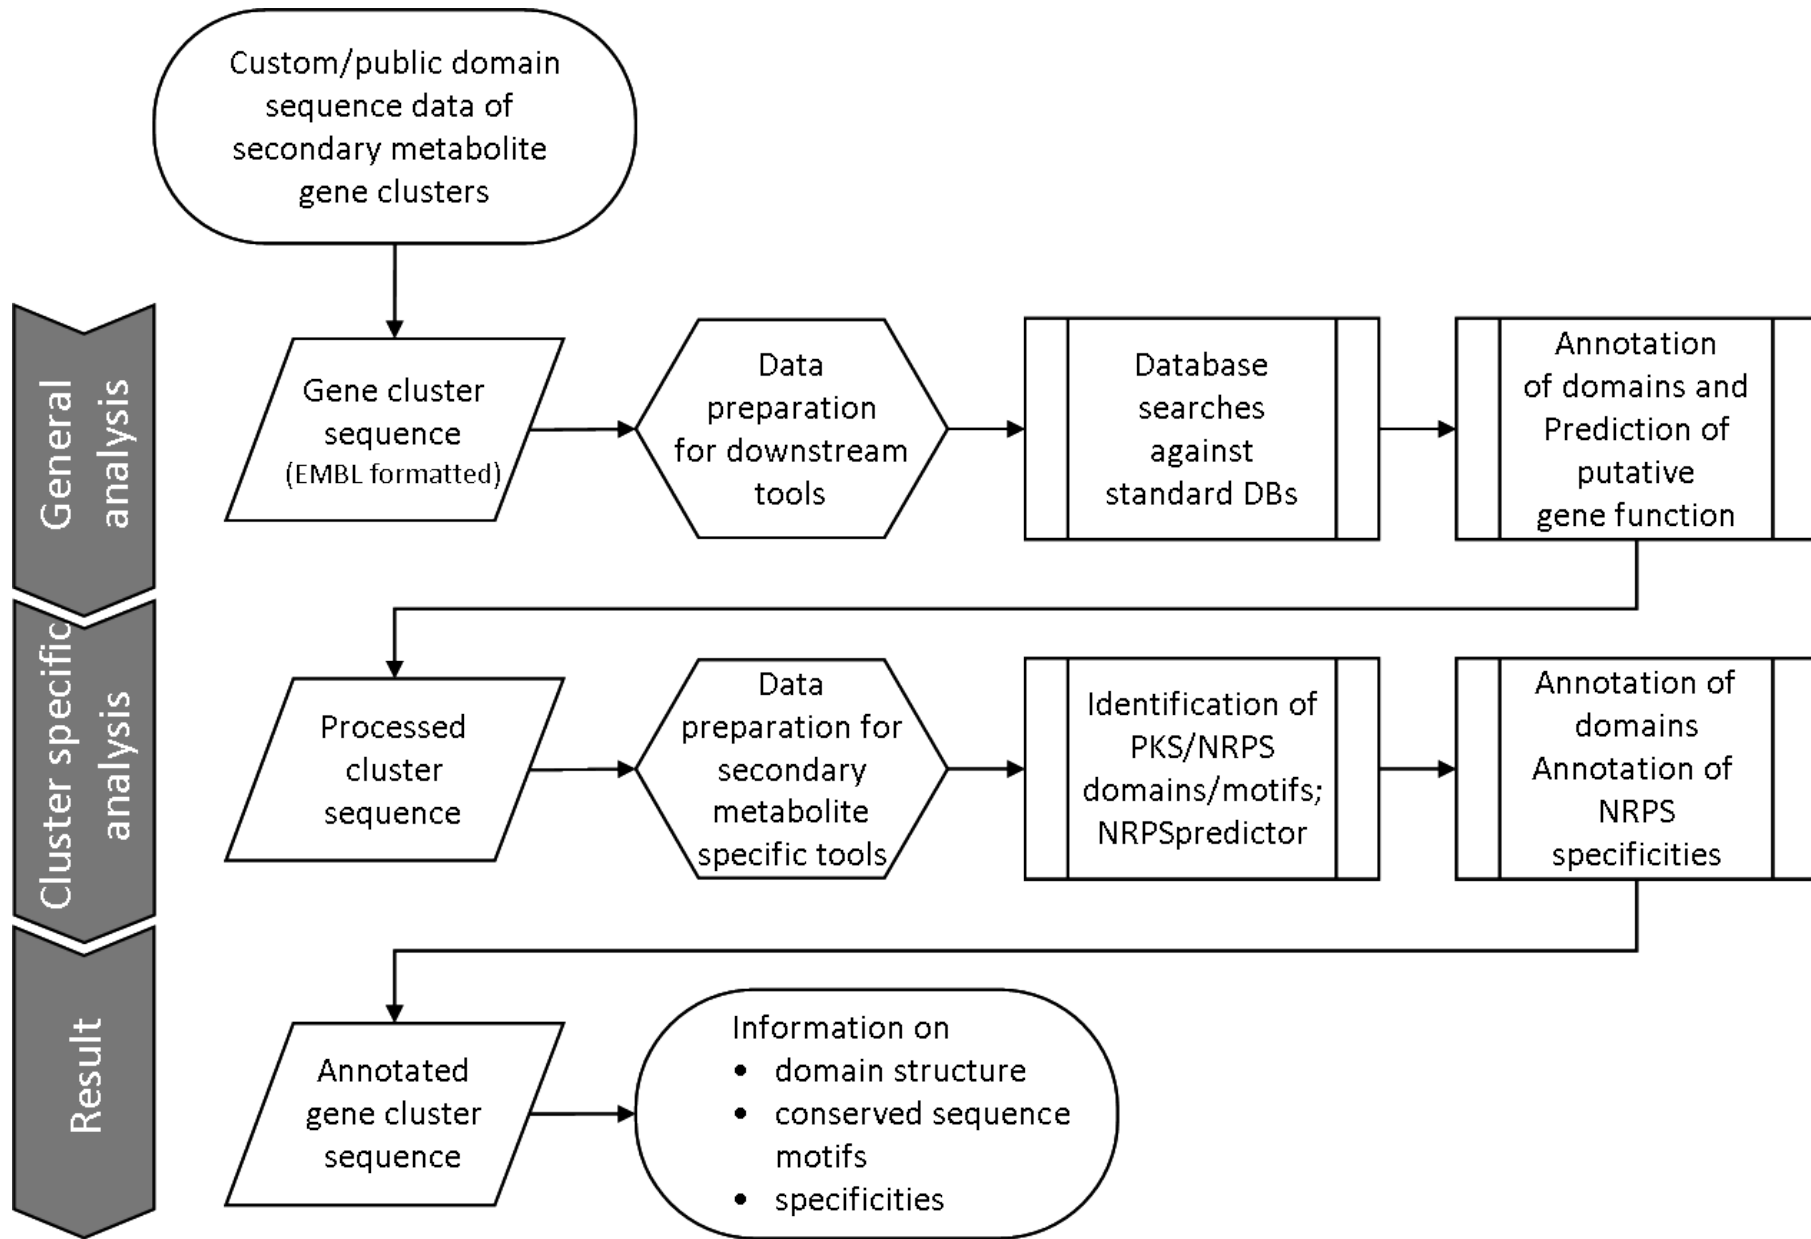 Custom/public domain
sequence data of
secondary metabolite
gene clusters
General
analysis
Gene cluster
sequence
(EMBL formatted)
Data
preparation
for downstream
tools
Database
searches
against
standard DBs
Annotation
of domains and
Prediction of
putative
gene function
Cluster specific
analysis
Processed
cluster
sequence
Data
preparation for
secondary
metabolite
specific tools
Identification of
PKS/NRPS
domains/motifs;
NRPSpredictor
Annotation of
domains
Annotation of
NRPS
specificities
Result
Annotated
gene cluster
sequence
Information on
• domain structure
• conserved sequence
motifs
• specificities